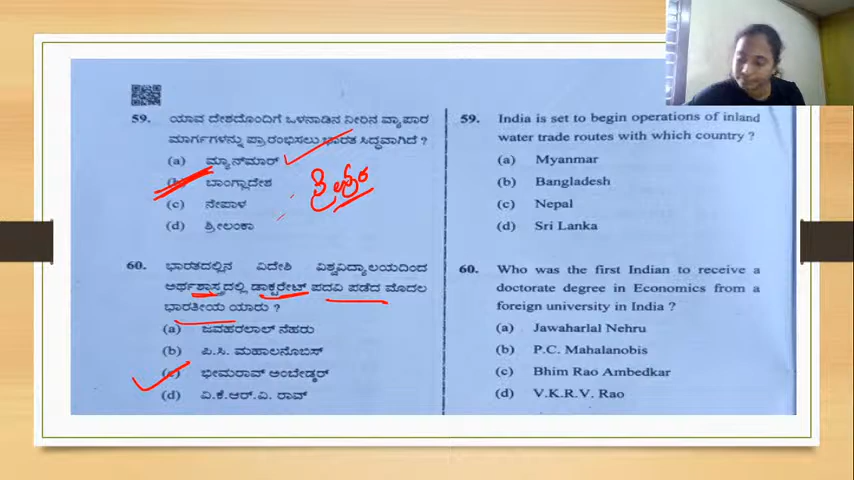 59. ಯಾವ ದೇಶದೊಂದಿಗೆ ಒಳನಾಡಿನ ನೀರಿನ ವ್ಯಾಪಾರ
ಮಾರ್ಗಗಳನ್ನು ಪ್ರಾರಂಭಿಸಲು ಭಾರತ ಸಿದ್ಧವಾಗಿದೆ ?
(a) ಮ್ಯಾನ್‌ಮಾರ್
(b) ಬಾಂಗ್ಲಾದೇಶ
(c) ನೇಪಾಳ
(d) ಶ್ರೀಲಂಕಾ
60. ಭಾರತದಲ್ಲಿನ ವಿದೇಶಿ ವಿಶ್ವವಿದ್ಯಾಲಯದಿಂದ
ಅರ್ಥಶಾಸ್ತ್ರದಲ್ಲಿ ಡಾಕ್ಟರೇಟ್ ಪದವಿ ಪಡೆದ ಮೊದಲ
ಭಾರತೀಯ ಯಾರು ?
(a) ಜವಹರಲಾಲ್ ನೆಹರು
(b) ಪಿ.ಸಿ. ಮಹಾಲನೊಬಿಸ್
(c) ಭೀಮರಾವ್ ಅಂಬೇಡ್ಕರ್
(d) ವಿ.ಕೆ.ಆರ್.ವಿ. ರಾವ್
59. India is set to begin operations of inland
water trade routes with which country ?
(a) Myanmar
(b) Bangladesh
(c) Nepal
(d) Sri Lanka
60. Who was the first Indian to receive a
doctorate degree in Economics from a
foreign university in India ?
(a) Jawaharlal Nehru
(b) P.C. Mahalanobis
(c) Bhim Rao Ambedkar
(d) V.K.R.V. Rao